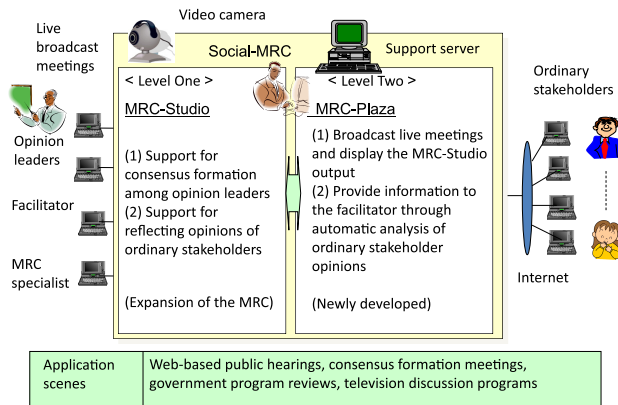 Video camera
Live
broadcast
meetings
Social-MRC
Support server
Opinion
leaders
Facilitator
MRC
specialist
< Level One >
MRC-Studio
(1) Support for
consensus formation
among opinion leaders
(2) Support for
reflecting opinions of
ordinary stakeholders
(Expansion of the MRC)
< Level Two >
MRC-Plaza
(1) Broadcast live meetings
and display the MRC-Studio
output
(2) Provide information to
the facilitator through
automatic analysis of
ordinary stakeholder
opinions
(Newly developed)
Ordinary
stakeholders
Internet
Application
scenes
Web-based public hearings, consensus formation meetings,
government program reviews, television discussion programs